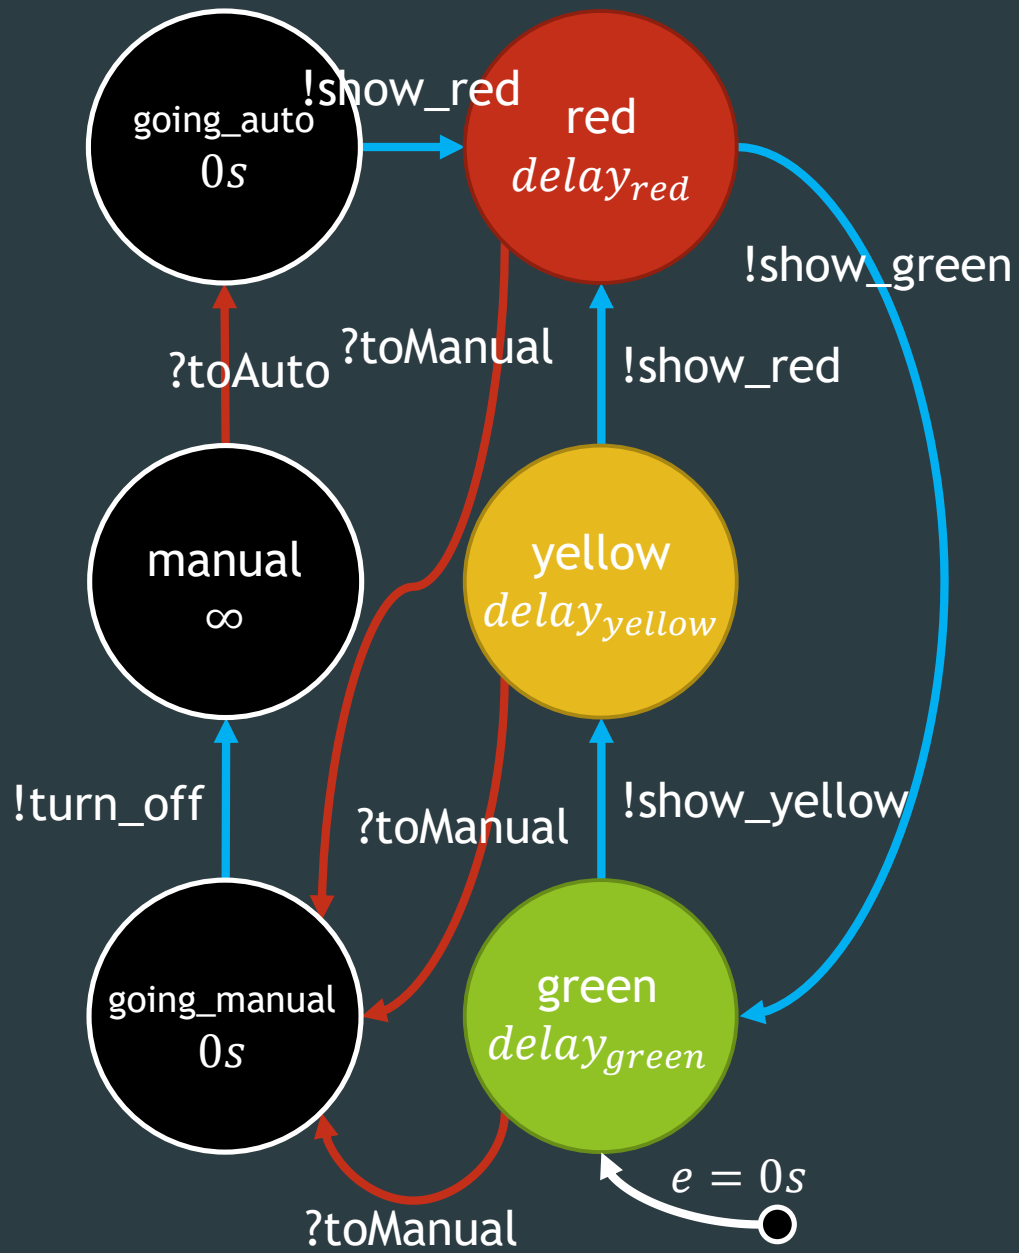 !show_red
going_auto
0s
red
delay_red
!show_green
?toManual
?toAuto
!show_red
manual
∞
yellow
delay_yellow
!turn_off
?toManual
!show_yellow
going_manual
0s
green
delay_green
e = 0s
?toManual